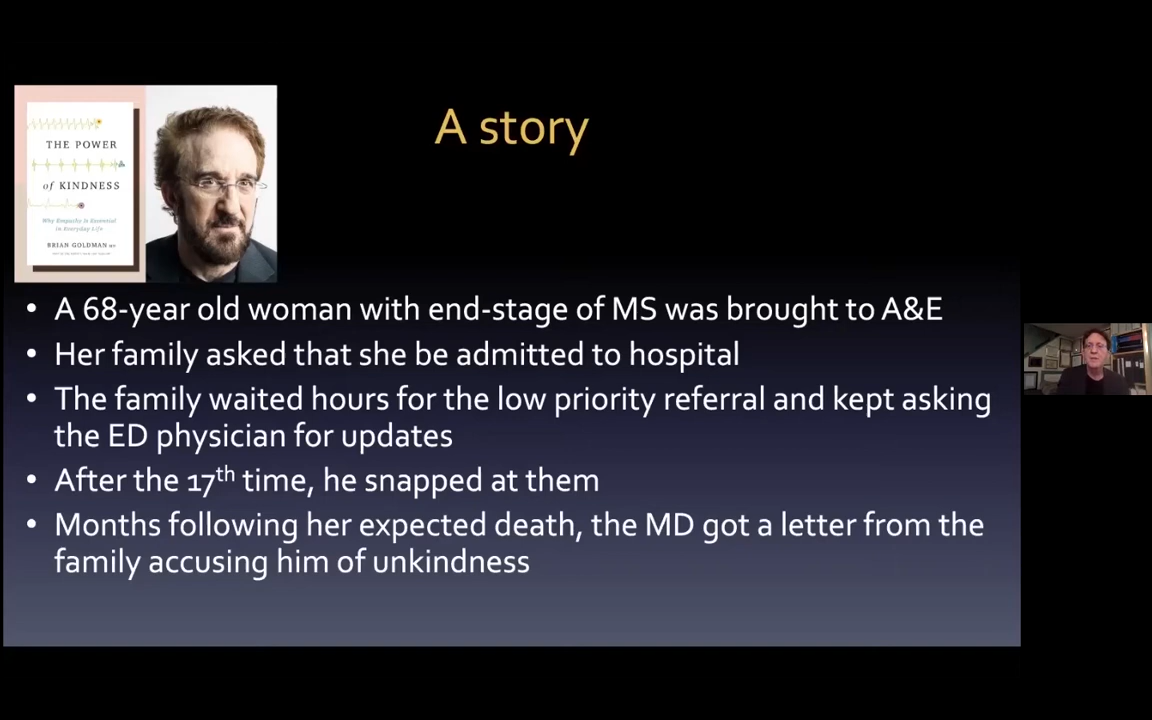 A story
THE POWER
of KINDNESS
Why Empathy Is Essential
in Everyday Life
BRIAN GOLDMAN MD
• A 68-year old woman with end-stage of MS was brought to A&E
• Her family asked that she be admitted to hospital
• The family waited hours for the low priority referral and kept asking
the ED physician for updates
• After the 17th time, he snapped at them
• Months following her expected death, the MD got a letter from the
family accusing him of unkindness